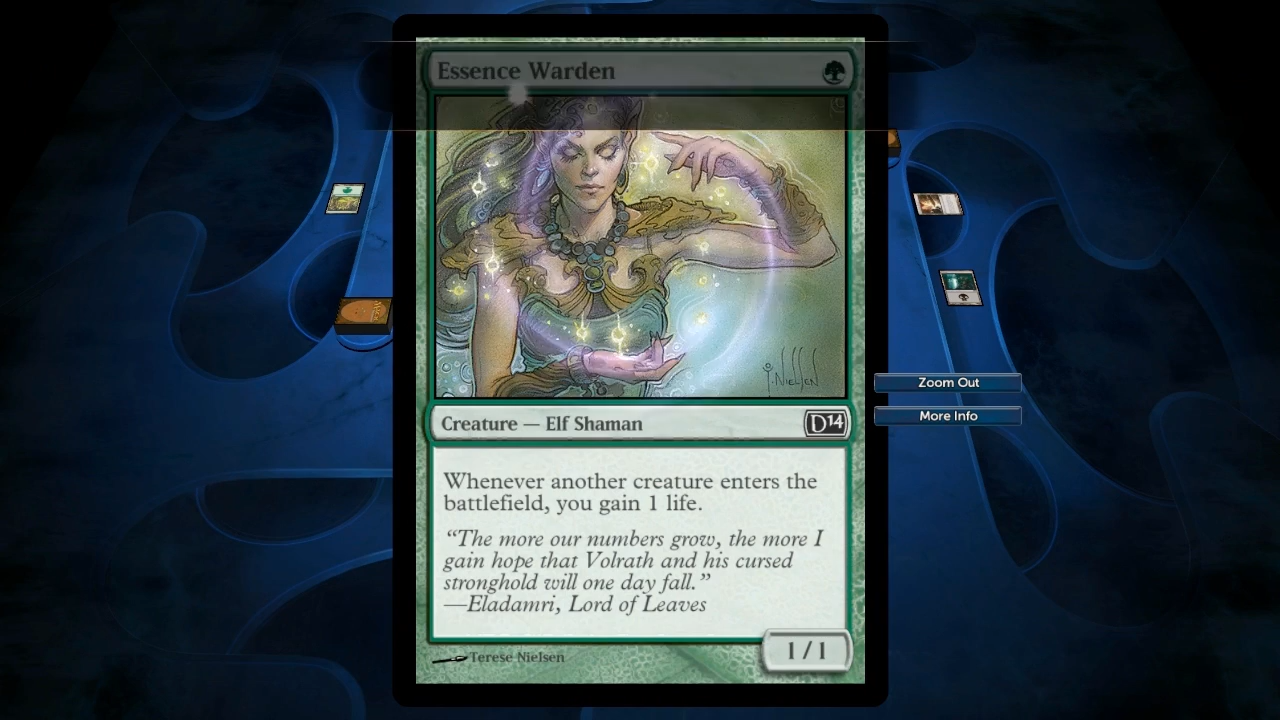 Essence Warden
Y. Nielsen
Creature — Elf Shaman
D14
Zoom Out
More Info
Whenever another creature enters the
battlefield, you gain 1 life.
“The more our numbers grow, the more I
gain hope that Volrath and his cursed
stronghold will one day fall.”
—Eladamri, Lord of Leaves
1/1
Terese Nielsen